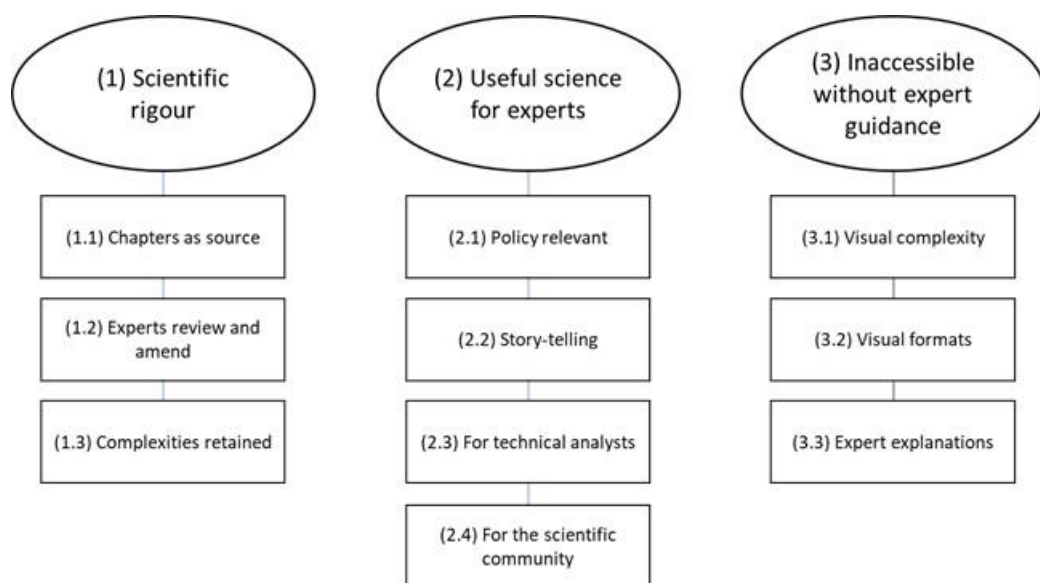 (1) Scientific
rigour
(1.1) Chapters as source
(1.2) Experts review and
amend
(1.3) Complexities retained
(2) Useful science
for experts
(2.1) Policy relevant
(2.2) Story-telling
(2.3) For technical analysts
(2.4) For the scientific
community
(3) Inaccessible
without expert
guidance
(3.1) Visual complexity
(3.2) Visual formats
(3.3) Expert explanations